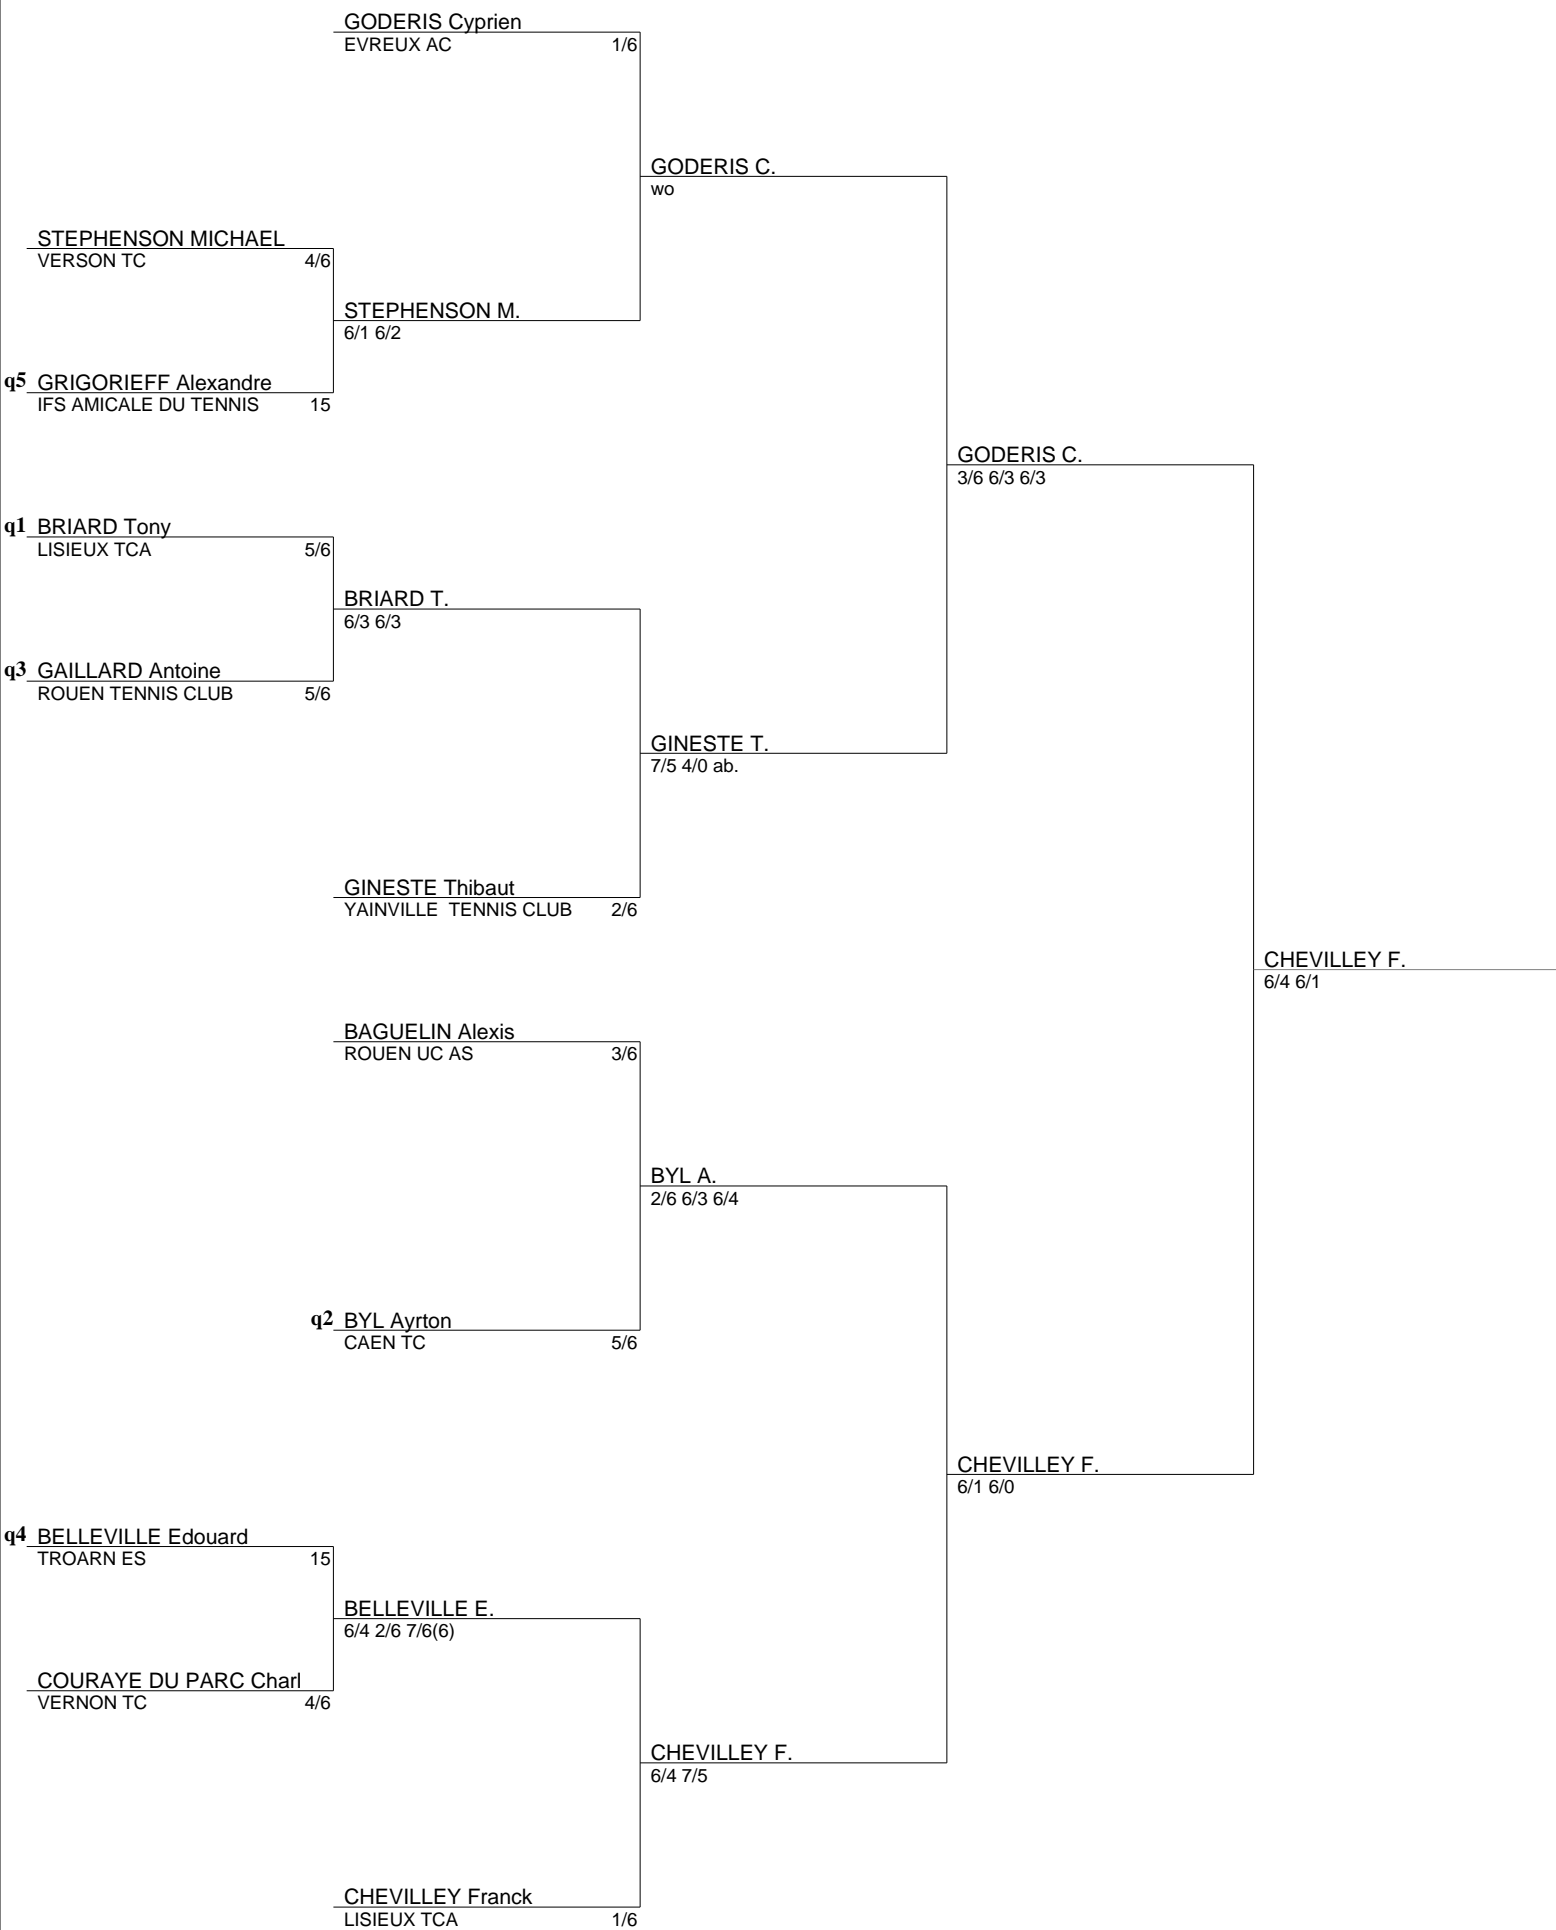 GODERIS Cyprien
EVREUX AC 1/6
GODERIS C.
wo
STEPHENSON MICHAEL
VERSON TC 4/6
STEPHENSON M.
6/1 6/2
q5 GRIGORIEFF Alexandre
IFS AMICALE DU TENNIS 15
GODERIS C.
3/6 6/3 6/3
q1 BRIARD Tony
LISIEUX TCA 5/6
BRIARD T.
6/3 6/3
q3 GAILLARD Antoine
ROUEN TENNIS CLUB 5/6
GINESTE T.
7/5 4/0 ab.
GINESTE Thibaut
YAINVILLE  TENNIS CLUB 2/6
CHEVILLEY F.
6/4 6/1
BAGUELIN Alexis
ROUEN UC AS 3/6
BYL A.
2/6 6/3 6/4
q2 BYL Ayrton
CAEN TC 5/6
CHEVILLEY F.
6/1 6/0
q4 BELLEVILLE Edouard
TROARN ES 15
BELLEVILLE E.
6/4 2/6 7/6(6)
COURAYE DU PARC Charl
VERNON TC 4/6
CHEVILLEY F.
6/4 7/5
CHEVILLEY Franck
LISIEUX TCA 1/6